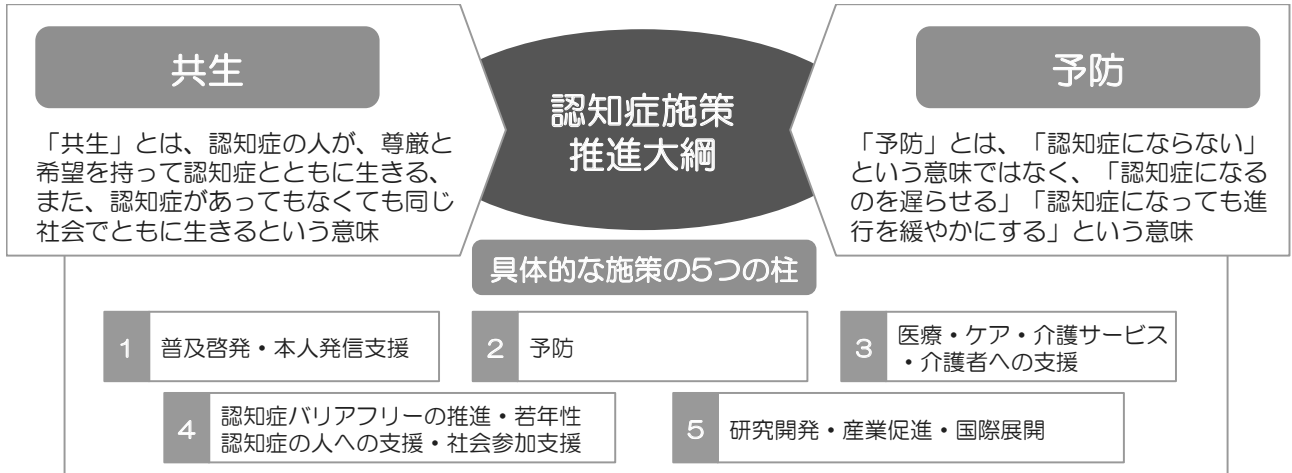 共生
「共生」とは、認知症の人が、尊厳と
希望を持って認知症とともに生きる、
また、認知症があってもなくても同じ
社会でともに生きるという意味
認知症施策
推進大綱
予防
「予防」とは、「認知症にならない」
という意味ではなく、「認知症になる
のを遅らせる」「認知症になっても進
行を緩やかにする」という意味
具体的な施策の5つの柱
1 普及啓発・本人発信支援
2 予防
3 医療・ケア・介護サービス
・介護者への支援
4 認知症バリアフリーの推進・若年性
認知症の人への支援・社会参加支援
5 研究開発・産業促進・国際展開